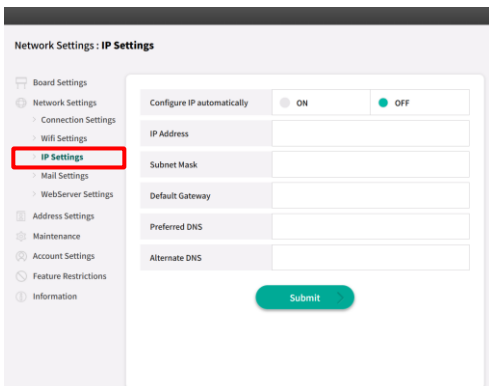 Network Settings : IP Settings
Board Settings
Network Settings
Connection Settings
Wifi Settings
IP Settings
Mail Settings
WebServer Settings
Address Settings
Maintenance
Account Settings
Feature Restrictions
Information
Configure IP automatically ON OFF
IP Address
Subnet Mask
Default Gateway
Preferred DNS
Alternate DNS
Submit